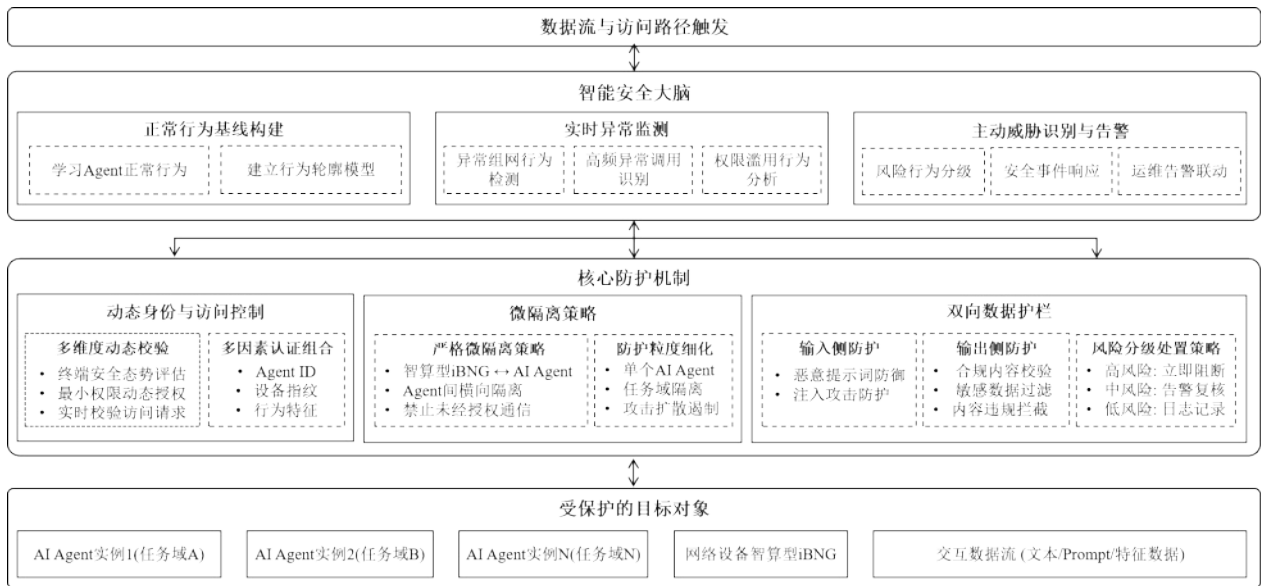 数据流与访问路径触发
智能安全大脑
正常行为基线构建
学习Agent正常行为
建立行为轮廓模型
实时异常监测
异常组网行为
检测
高频异常调用
识别
权限滥用行为
分析
主动威胁识别与告警
风险行为分级
安全事件响应
运维告警联动
核心防护机制
动态身份与访问控制
多维度动态校验
• 终端安全态势评估
• 最小权限动态授权
• 实时校验访问请求
多因素认证组合
• Agent ID
• 设备指纹
• 行为特征
微隔离策略
严格微隔离策略
• 智算型iBNG ↔ AI Agent
• Agent间横向隔离
• 禁止未经授权通信
防护粒度细化
• 单个AI Agent
• 任务域隔离
• 攻击扩散遏制
双向数据护栏
输入侧防护
• 恶意提示词防御
• 注入攻击防护
输出侧防护
• 合规内容校验
• 敏感数据过滤
• 内容违规拦截
风险分级处置策略
• 高风险: 立即阻断
• 中风险: 告警复核
• 低风险: 日志记录
受保护的目标对象
AI Agent实例1(任务域A)
AI Agent实例2(任务域B)
AI Agent实例N(任务域N)
网络设备智算型iBNG
交互数据流 (文本/Prompt/特征数据)